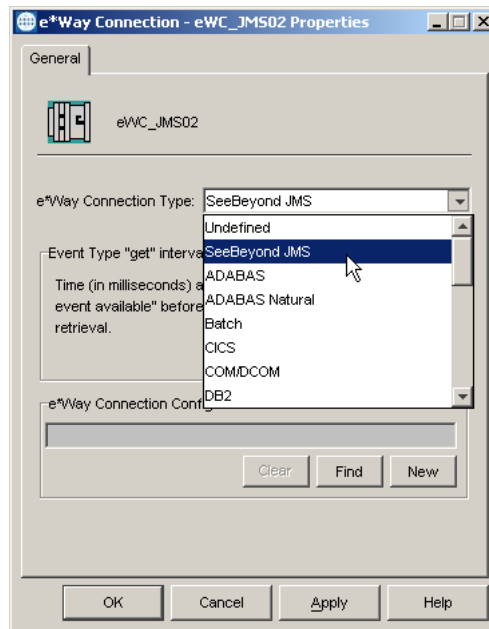 e*Way Connection - eWC_JMS02 Properties
General
eWC_JMS02
e*Way Connection Type:
SeeBeyond JMS
Undefined
SeeBeyond JMS
ADABAS
ADABAS Natural
Batch
CICS
COM/DCOM
DB2
Event Type "get" interva
Time (in milliseconds) a
event available" before
retrieval.
e*Way Connection Config
Clear
Find
New
OK
Cancel
Apply
Help